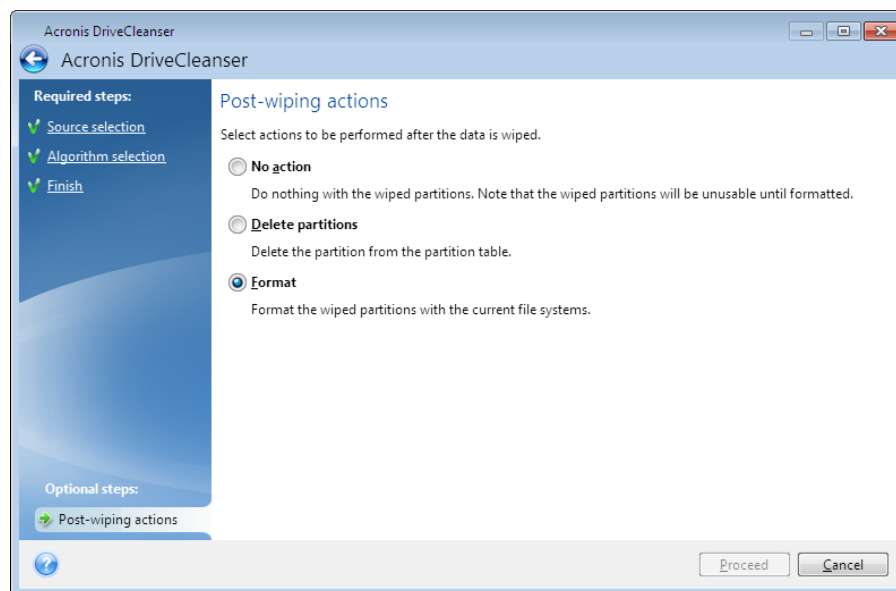 Acronis DriveCleanser
Acronis DriveCleanser
Required steps:
Source selection
Algorithm selection
Finish
Post-wiping actions
Select actions to be performed after the data is wiped.
No action
Do nothing with the wiped partitions. Note that the wiped partitions will be unusable until formatted.
Delete partitions
Delete the partition from the partition table.
Format
Format the wiped partitions with the current file systems.
Optional steps:
Post-wiping actions
?
Proceed
Cancel